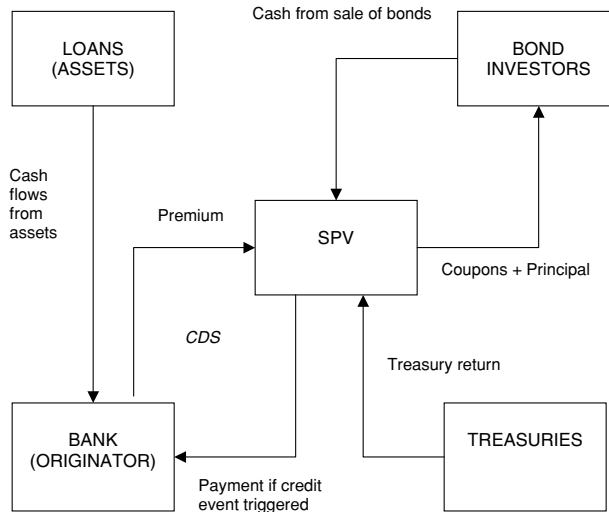 Cash from sale of bonds
LOANS
(ASSETS)
BOND
INVESTORS
Cash
flows
from
assets
Premium
SPV
Coupons + Principal
CDS
Treasury return
BANK
(ORIGINATOR)
TREASURIES
Payment if credit
event triggered